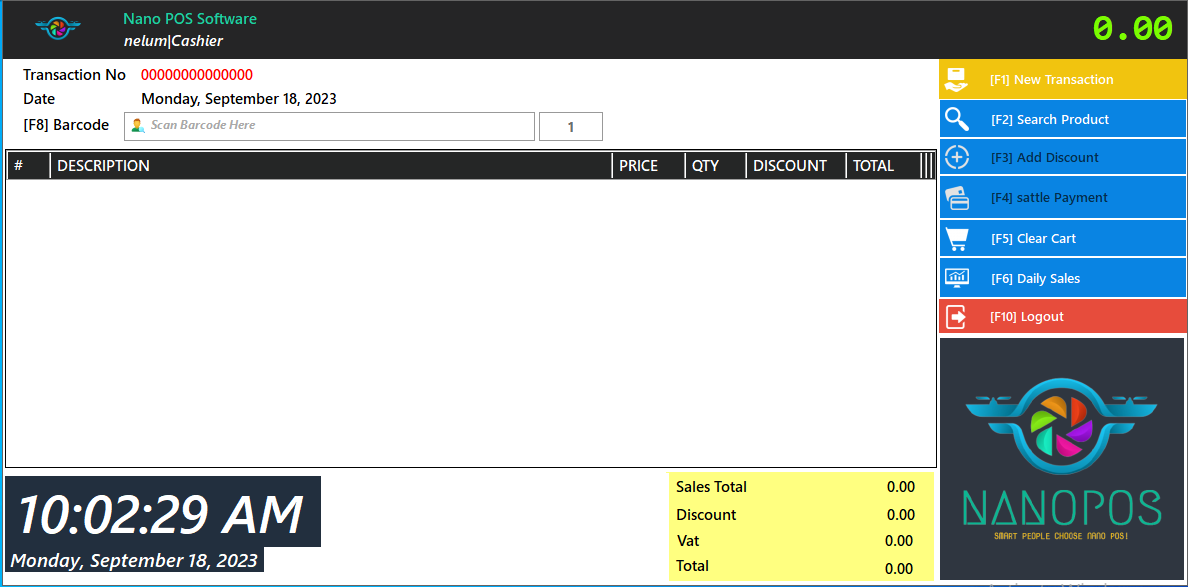 Nano POS Software
nelum|Cashier
0.00
Transaction No 00000000000000
Date Monday, September 18, 2023
[F8] Barcode Scan Barcode Here 1
# DESCRIPTION PRICE QTY DISCOUNT TOTAL
[F1] New Transaction
[F2] Search Product
[F3] Add Discount
[F4] sattle Payment
[F5] Clear Cart
[F6] Daily Sales
[F10] Logout
NANOPOS
SMART PEOPLE CHOOSE NANO POS!
10:02:29 AM
Monday, September 18, 2023
Sales Total 0.00
Discount 0.00
Vat 0.00
Total 0.00